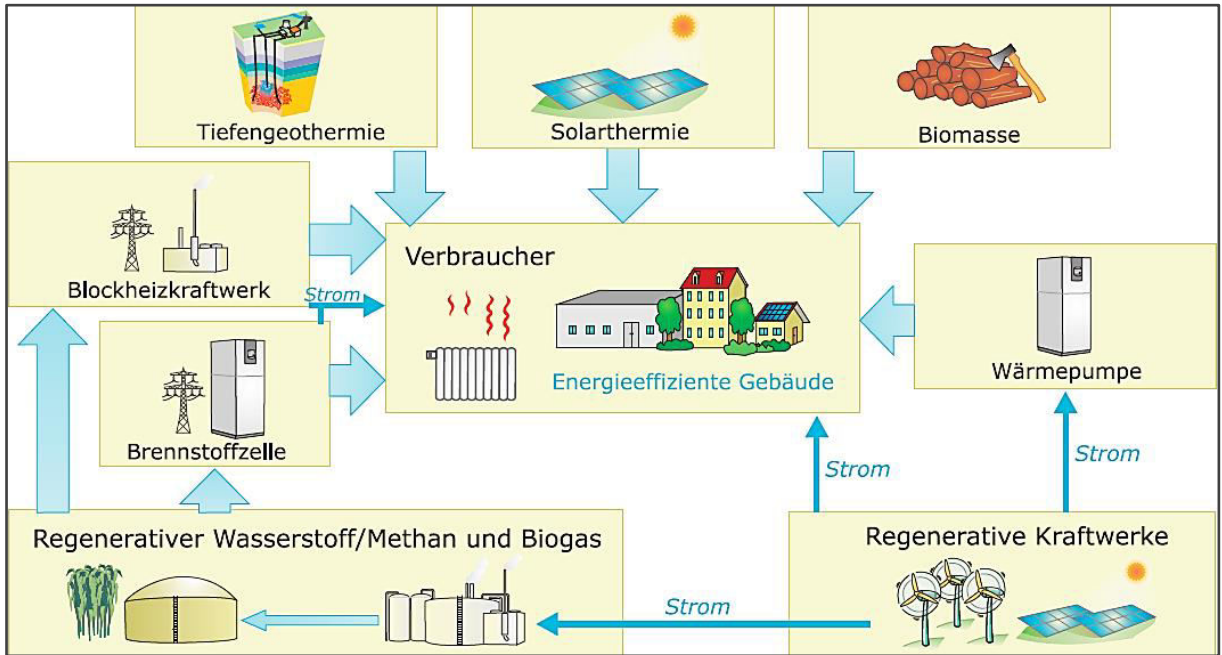 Tiefengeothermie
Solarthermie
Biomasse
Blockheizkraftwerk
Strom
Verbraucher
Energieeffiziente Gebäude
Wärmepumpe
Brennstoffzelle
Strom
Strom
Regenerativer Wasserstoff/Methan und Biogas
Strom
Regenerative Kraftwerke